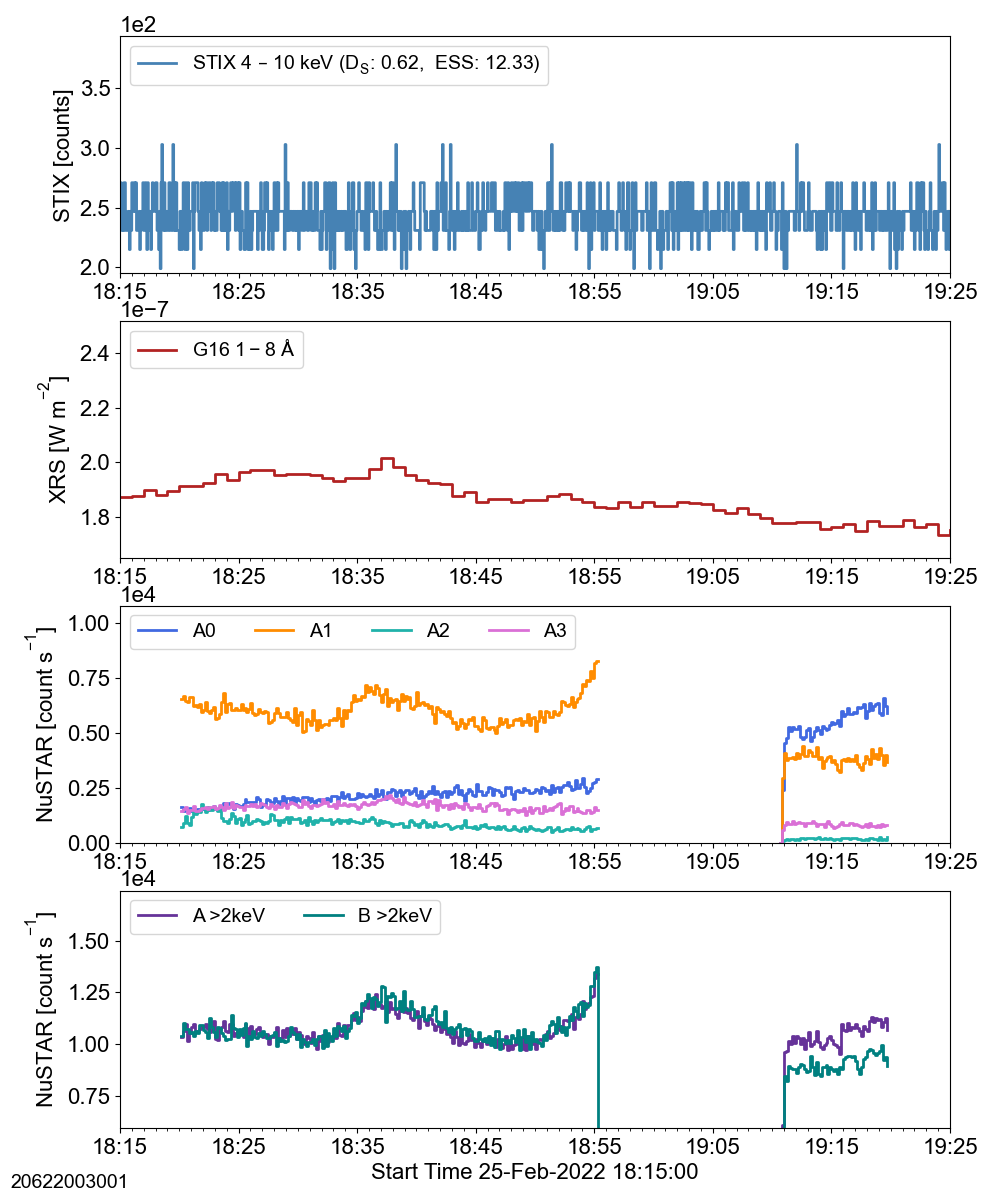 1e2
STIX 4 – 10 keV (D_S: 0.62, ESS: 12.33)
STIX [counts]
3.5
3.0
2.5
2.0
18:15 18:25 18:35 18:45 18:55 19:05 19:15 19:25
1e−7
G16 1 – 8 Å
XRS [W m⁻²]
2.4
2.2
2.0
1.8
18:15 18:25 18:35 18:45 18:55 19:05 19:15 19:25
1e4
A0 A1 A2 A3
NuSTAR [count s⁻¹]
1.00
0.75
0.50
0.25
0.00
18:15 18:25 18:35 18:45 18:55 19:05 19:15 19:25
1e4
A >2keV B >2keV
NuSTAR [count s⁻¹]
1.50
1.25
1.00
0.75
18:15 18:25 18:35 18:45 18:55 19:05 19:15 19:25
Start Time 25-Feb-2022 18:15:00
20622003001